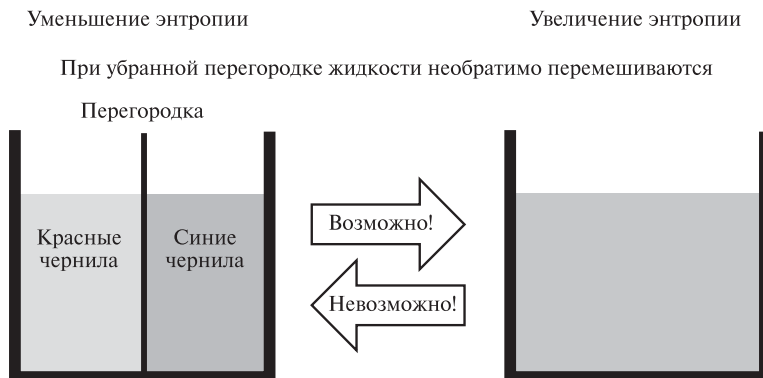 Уменьшение энтропии
Увеличение энтропии
При убранной перегородке жидкости необратимо перемешиваются
Перегородка
Красные
чернила
Синие
чернила
Возможно!
Невозможно!